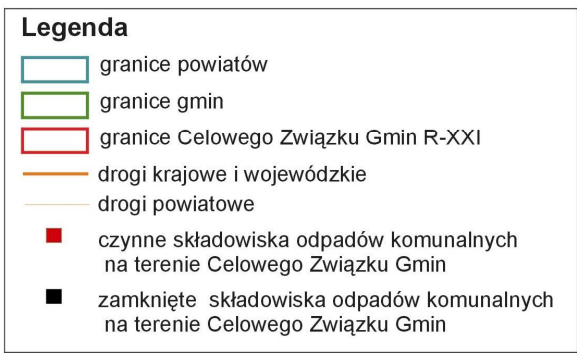 Legenda
granice powiatów
granice gmin
granice Celowego Związku Gmin R-XXI
drogi krajowe i wojewódzkie
drogi powiatowe
czynne składowiska odpadów komunalnych
na terenie Celowego Związku Gmin
zamknięte składowiska odpadów komunalnych
na terenie Celowego Związku Gmin